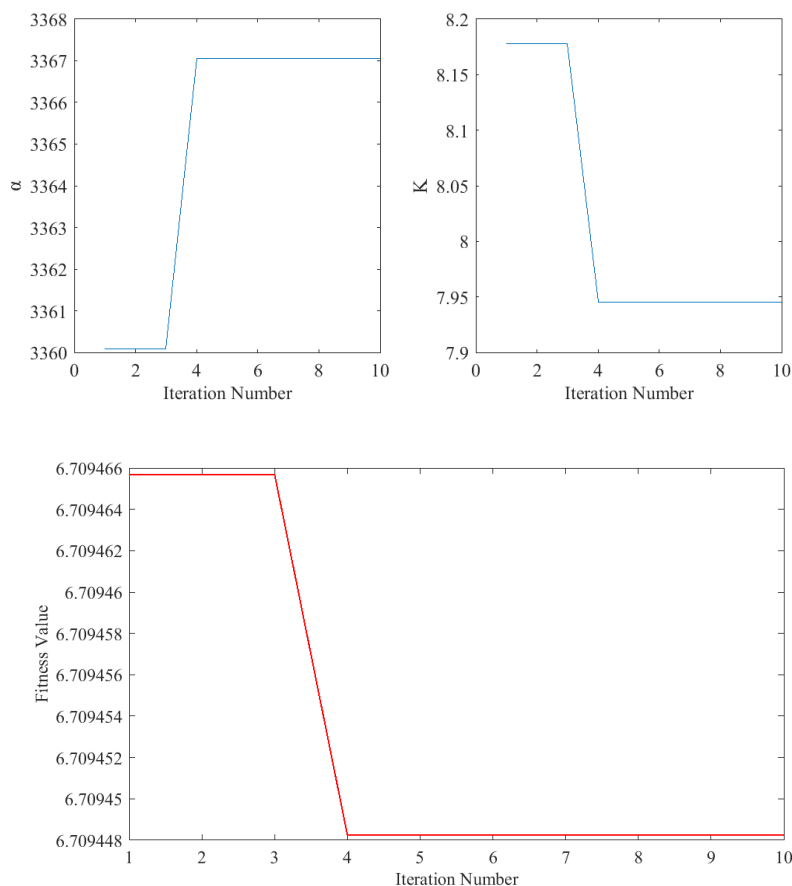 3368
3367
3366
3365
3364
3363
3362
3361
3360
α
0 2 4 6 8 10
Iteration Number
8.2
8.15
8.1
8.05
8
7.95
7.9
K
0 2 4 6 8 10
Iteration Number
6.709466
6.709464
6.709462
6.70946
6.709458
6.709456
6.709454
6.709452
6.70945
6.709448
Fitness Value
1 2 3 4 5 6 7 8 9 10
Iteration Number